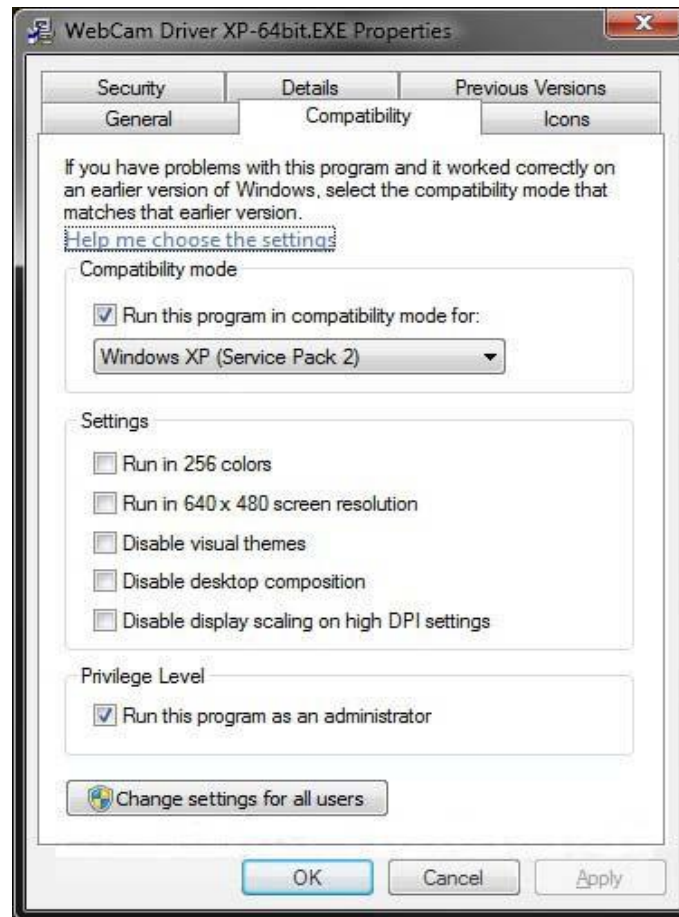 WebCam Driver XP-64bit.EXE Properties
Security Details Previous Versions
General Compatibility Icons
If you have problems with this program and it worked correctly on
an earlier version of Windows, select the compatibility mode that
matches that earlier version.
Help me choose the settings
Compatibility mode
Run this program in compatibility mode for:
Windows XP (Service Pack 2)
Settings
Run in 256 colors
Run in 640 x 480 screen resolution
Disable visual themes
Disable desktop composition
Disable display scaling on high DPI settings
Privilege Level
Run this program as an administrator
Change settings for all users
OK Cancel Apply